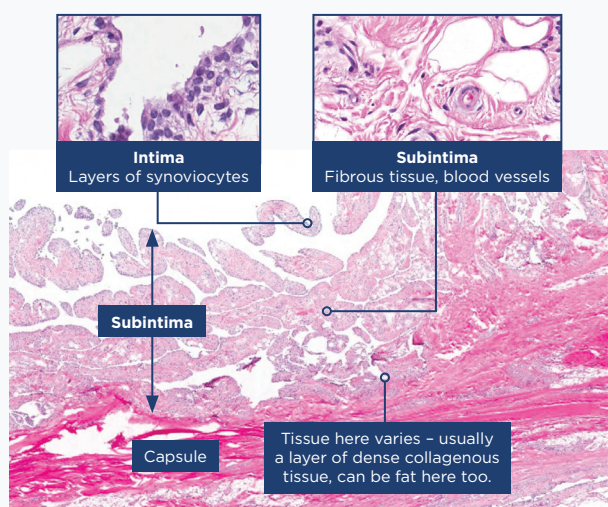 Intima
Layers of synoviocytes
Subintima
Fibrous tissue, blood vessels
Subintima
Capsule
Tissue here varies – usually
a layer of dense collagenous
tissue, can be fat here too.